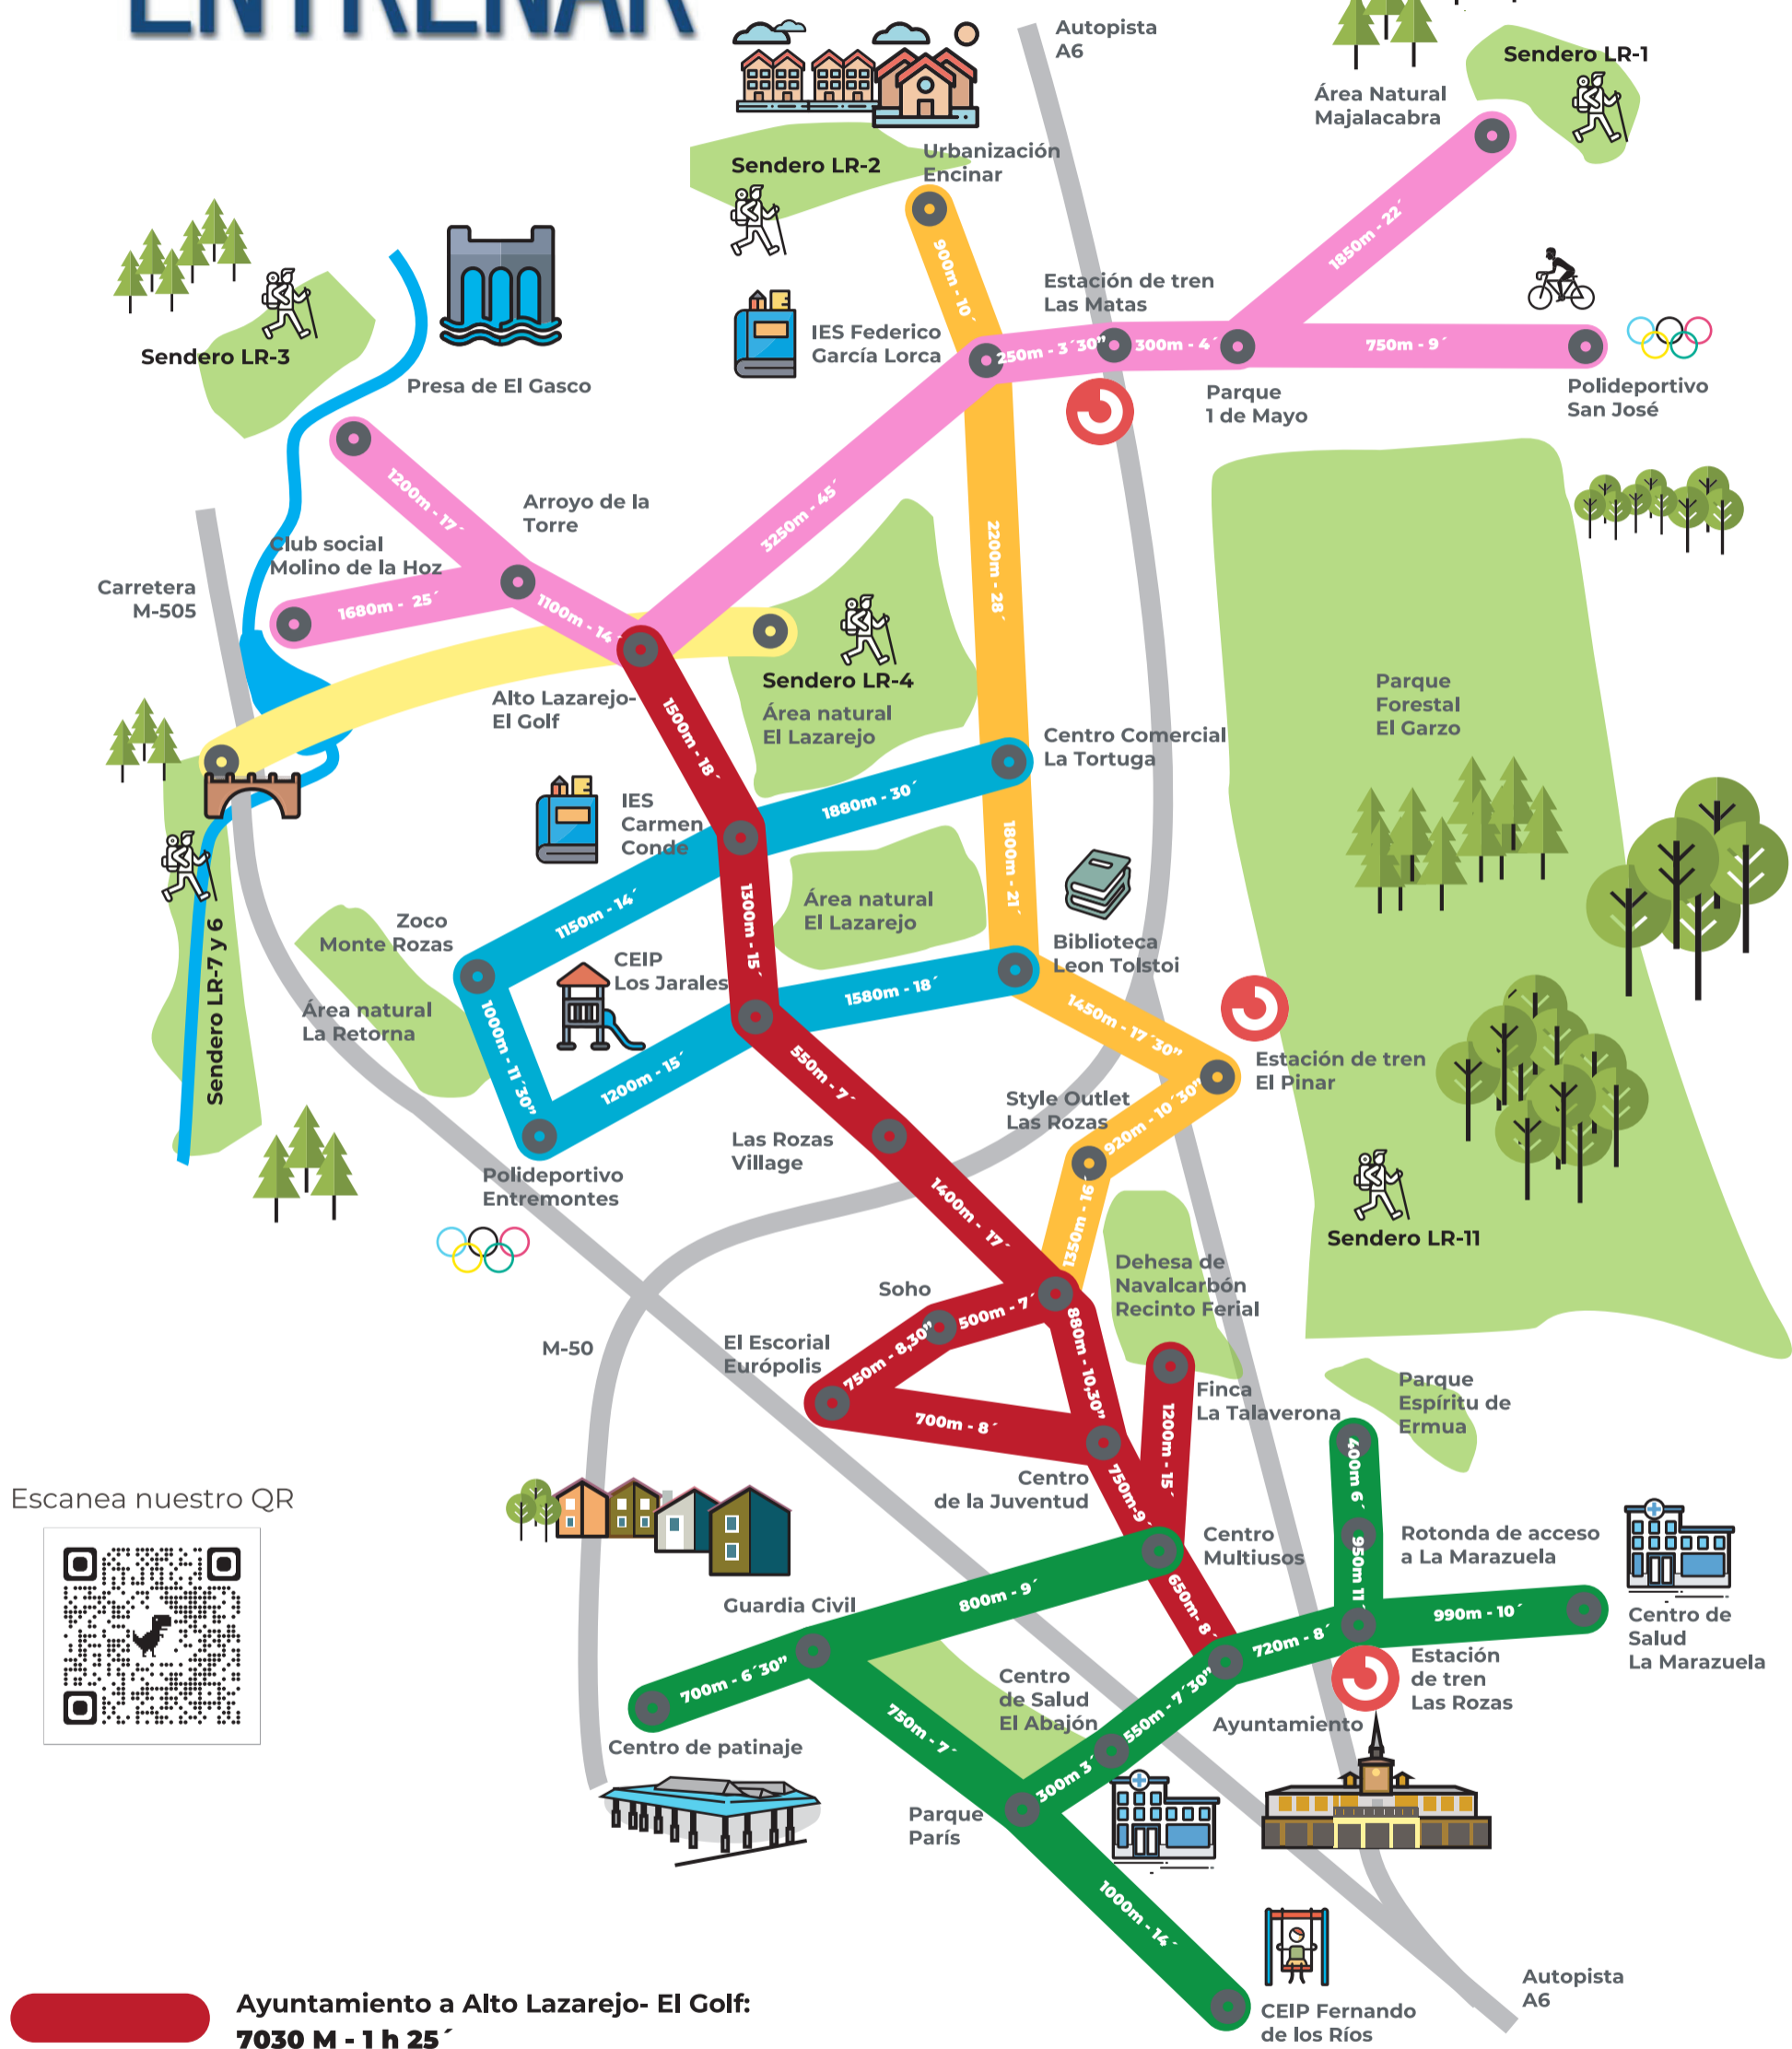 ENTRENAR
Autopista
A6
Sendero LR-1
Área Natural
Majalacabra
Sendero LR-2
Urbanización
Encinar
1850m - 22´
900m - 10´
Estación de tren
Las Matas
IES Federico
García Lorca
250m - 3´30”
300m - 4´
750m - 9´
Sendero LR-3
Presa de El Gasco
Parque
1 de Mayo
Polideportivo
San José
1200m - 17´
Arroyo de la
Torre
3250m - 45´
2200m - 28´
Club social
Molino de la Hoz
Carretera
M-505
1680m - 25´
1100m - 14´
Sendero LR-4
Área natural
El Lazarejo
Alto Lazarejo-
El Golf
1500m - 18´
Parque
Forestal
El Garzo
Centro Comercial
La Tortuga
1880m - 30´
IES
Carmen
Conde
1800m - 21´
1150m - 14´
1300m - 15´
Área natural
El Lazarejo
Zoco
Monte Rozas
Biblioteca
Leon Tolstoi
CEIP
Los Jarales
1580m - 18´
Sendero LR-7 y 6
Área natural
La Retorna
1000m - 11´30”
1200m - 15´
550m - 7´
1450m - 17´30”
Estación de tren
El Pinar
Style Outlet
Las Rozas
920m - 10´30”
Las Rozas
Village
Polideportivo
Entremontes
1400m - 17´
1350m - 16´
Sendero LR-11
Dehesa de
Navalcarbón
Recinto Ferial
Soho
500m - 7´
880m - 10,30”
M-50
El Escorial
Európolis
750m - 8,30”
700m - 8´
Finca
La Talaverona
1200m - 15´
Parque
Espíritu de
Ermua
400m 6´
Centro
de la Juventud
750m-9´
Escanea nuestro QR
Centro
Multiusos
Rotonda de acceso
a La Marazuela
950m 11´
800m - 9´
650m- 8´
Guardia Civil
720m - 8´
990m - 10´
Centro de
Salud
La Marazuela
700m - 6´30”
Estación
de tren
Las Rozas
Centro
de Salud
El Abajón
550m - 7´30”
Ayuntamiento
750m - 7´
Centro de patinaje
300m 3´
Parque
París
1000m - 14´
CEIP Fernando
de los Ríos
Autopista
A6
Ayuntamiento a Alto Lazarejo- El Golf:
7030 M - 1 h 25´